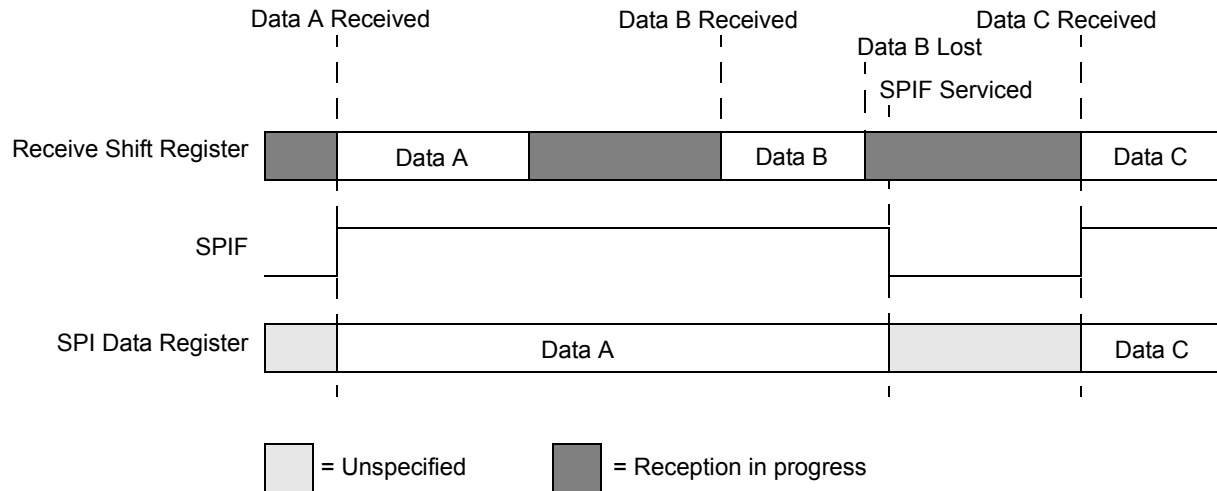 Data A Received
Data B Received
Data C Received
Data B Lost
SPIF Serviced
Receive Shift Register
Data A
Data B
Data C
SPIF
SPI Data Register
Data A
Data C
= Unspecified
= Reception in progress